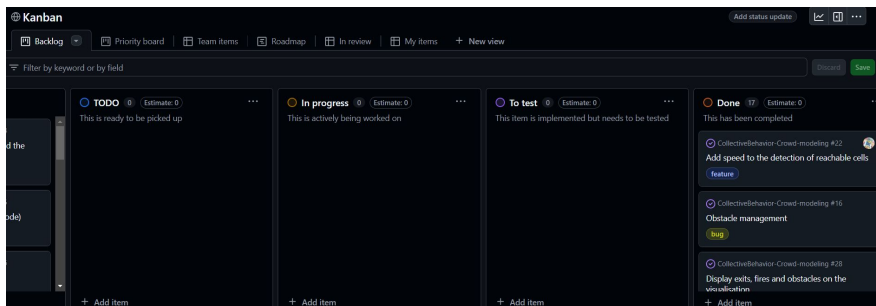 Kanban
Add status update
Backlog
Priority board
Team items
Roadmap
In review
My items
+ New view
Filter by keyword or by field
Discard
Save
d the
ode)
TODO 0 Estimate: 0
This is ready to be picked up
+ Add item
In progress 0 Estimate: 0
This is actively being worked on
+ Add item
To test 0 Estimate: 0
This item is implemented but needs to be tested
+ Add item
Done 17 Estimate: 0
This has been completed
CollectiveBehavior-Crowd-modeling #22
Add speed to the detection of reachable cells
feature
CollectiveBehavior-Crowd-modeling #16
Obstacle management
bug
CollectiveBehavior-Crowd-modeling #28
Display exits, fires and obstacles on the
visualisation
+ Add item